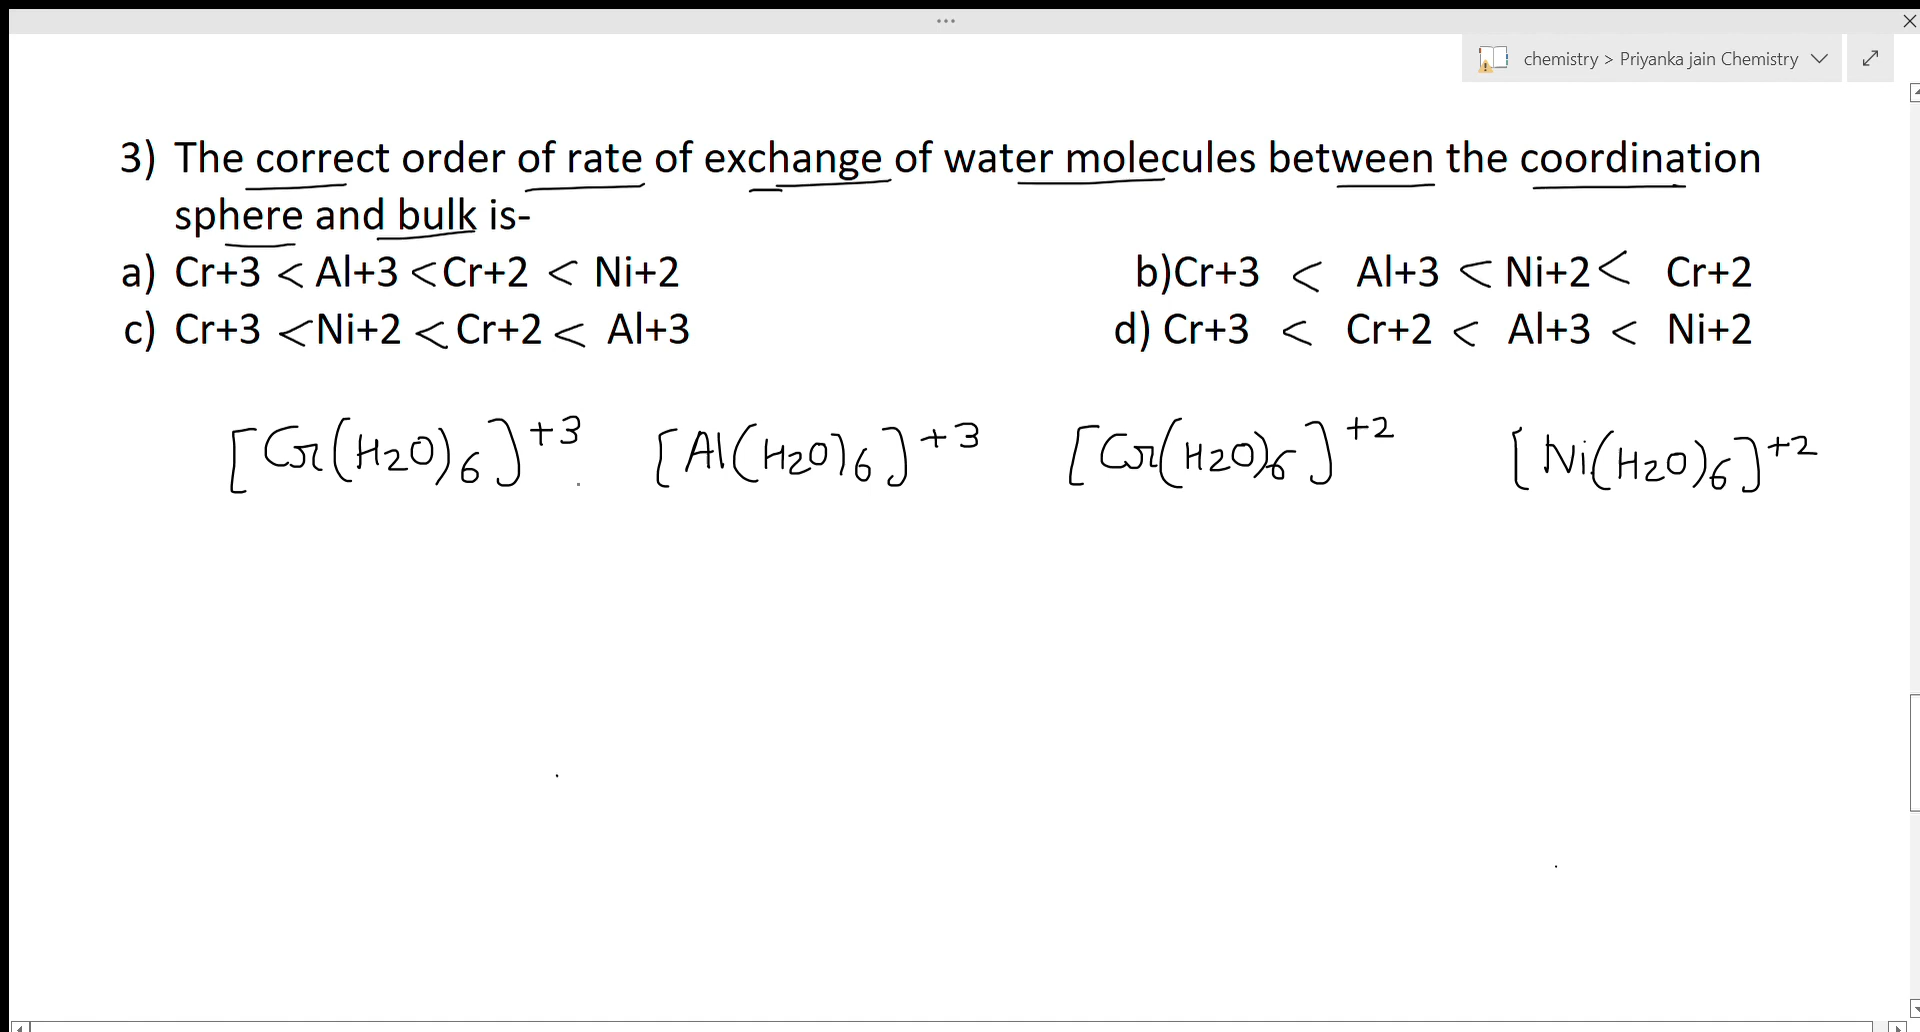 chemistry > Priyanka jain Chemistry
3) The correct order of rate of exchange of water molecules between the coordination
sphere and bulk is-
a) Cr+3 < Al+3 < Cr+2 < Ni+2 b)Cr+3 < Al+3 < Ni+2 < Cr+2
c) Cr+3 < Ni+2 < Cr+2 < Al+3 d) Cr+3 < Cr+2 < Al+3 < Ni+2
[Cr(H2O)6]+3 [Al(H2O)6]+3 [Cr(H2O)6]+2 [Ni(H2O)6]+2